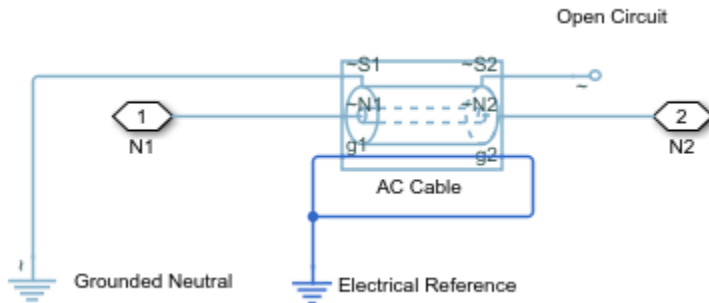 Open Circuit
~S1
~S2
~
1
~N1
~N2
2
N1
g1
g2
N2
AC Cable
~
Grounded Neutral
Electrical Reference